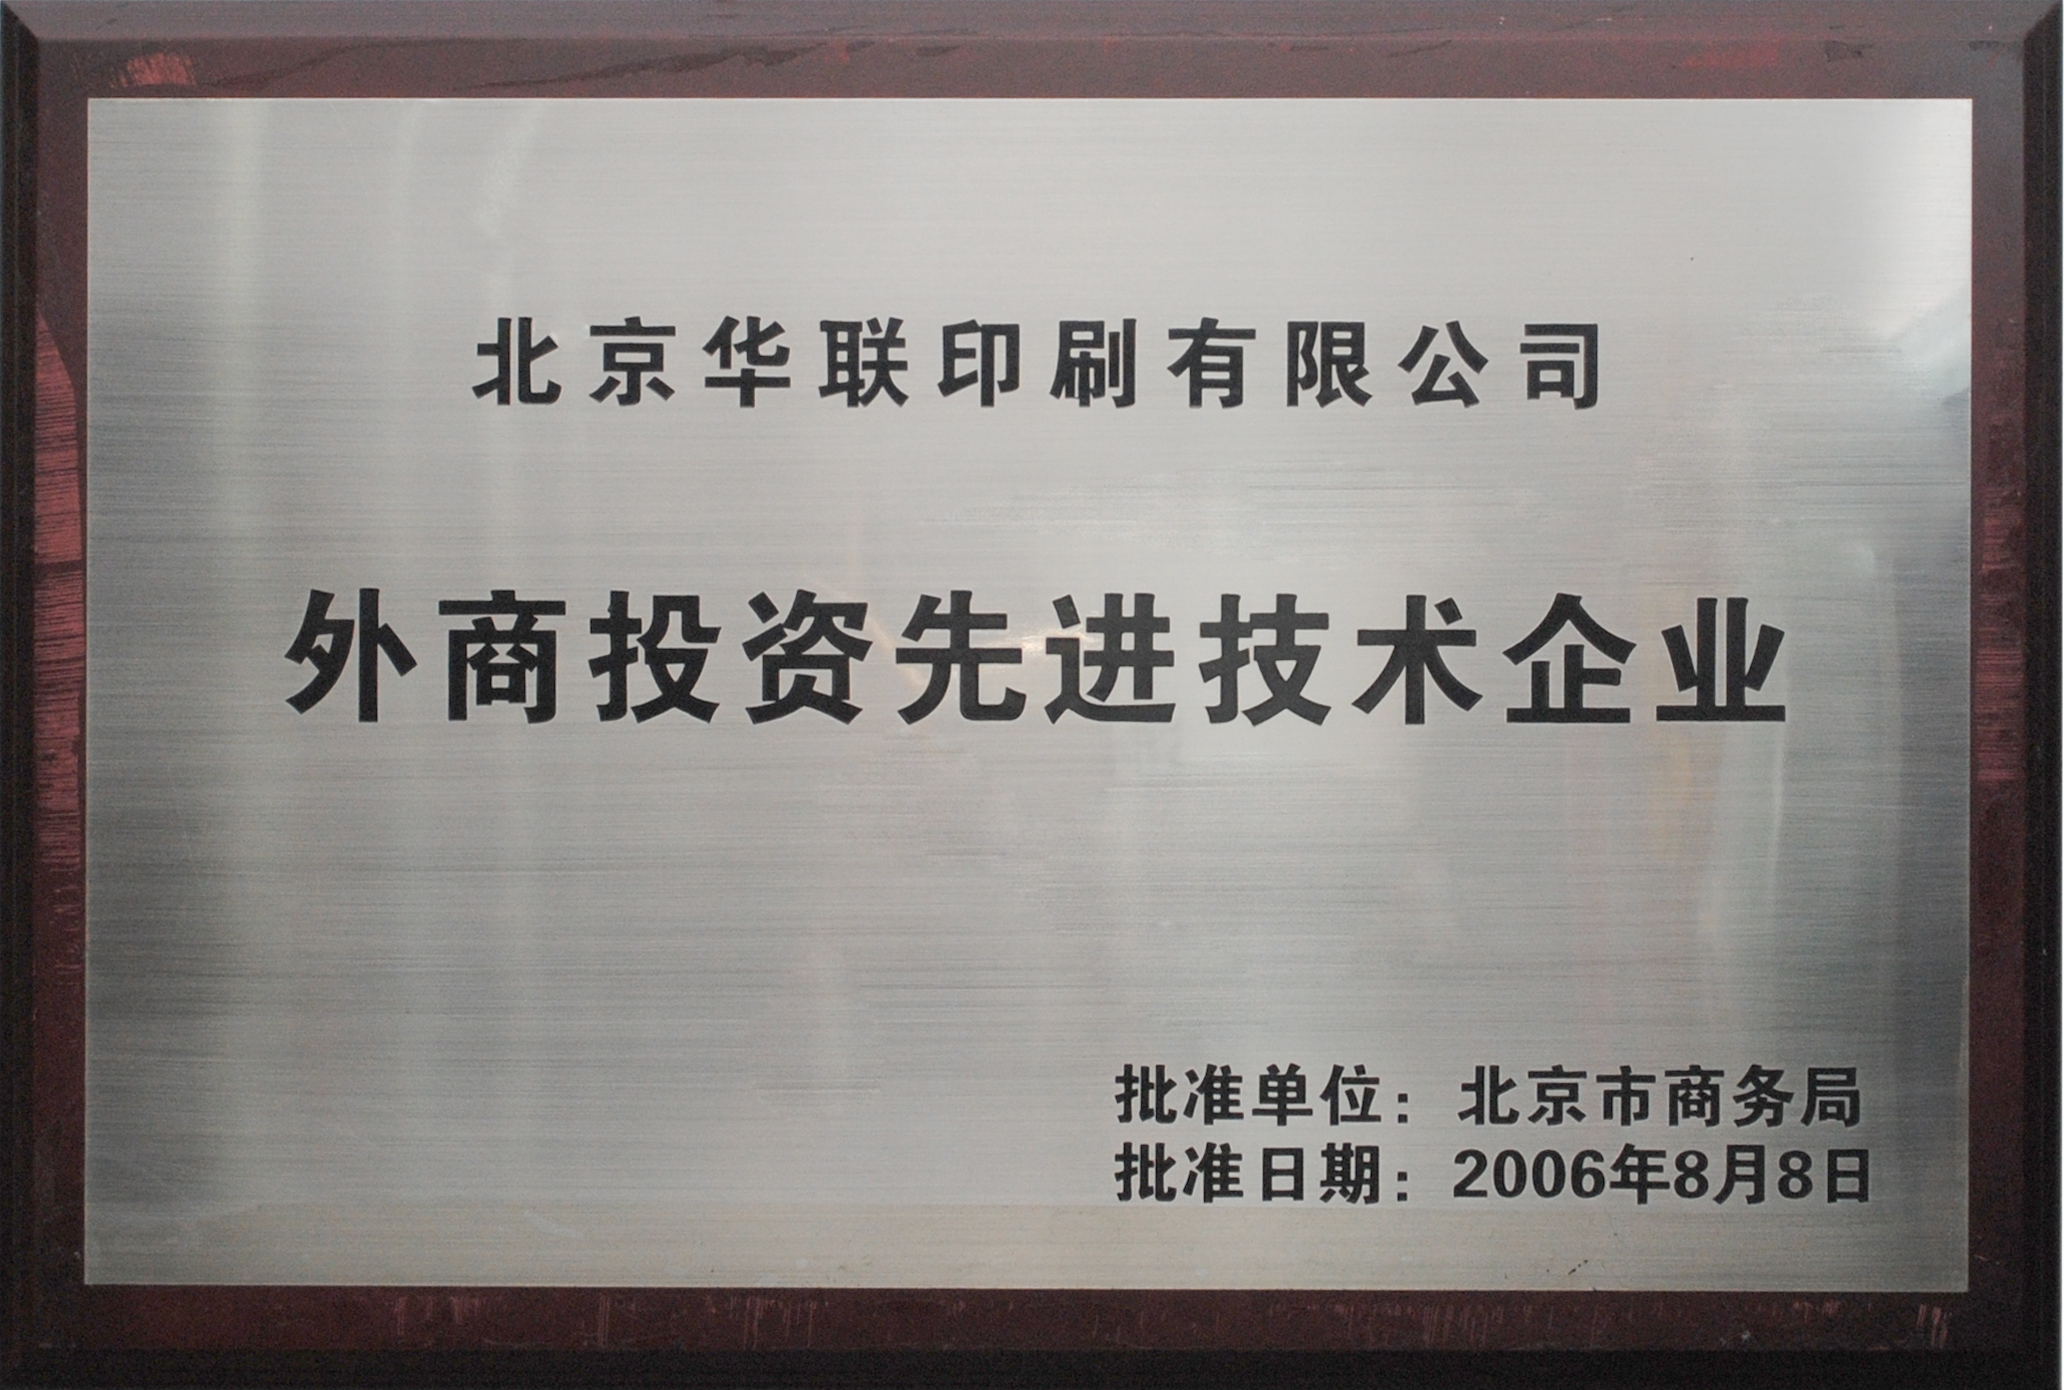 北京华联印刷有限公司
外商投资先进技术企业
批准单位：北京市商务局
批准日期：2006年8月8日